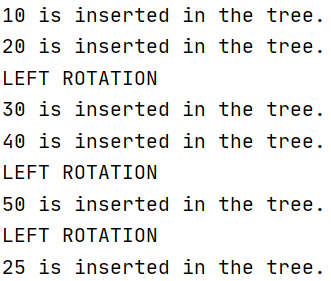 10 is inserted in the tree.
20 is inserted in the tree.
LEFT ROTATION
30 is inserted in the tree.
40 is inserted in the tree.
LEFT ROTATION
50 is inserted in the tree.
LEFT ROTATION
25 is inserted in the tree.